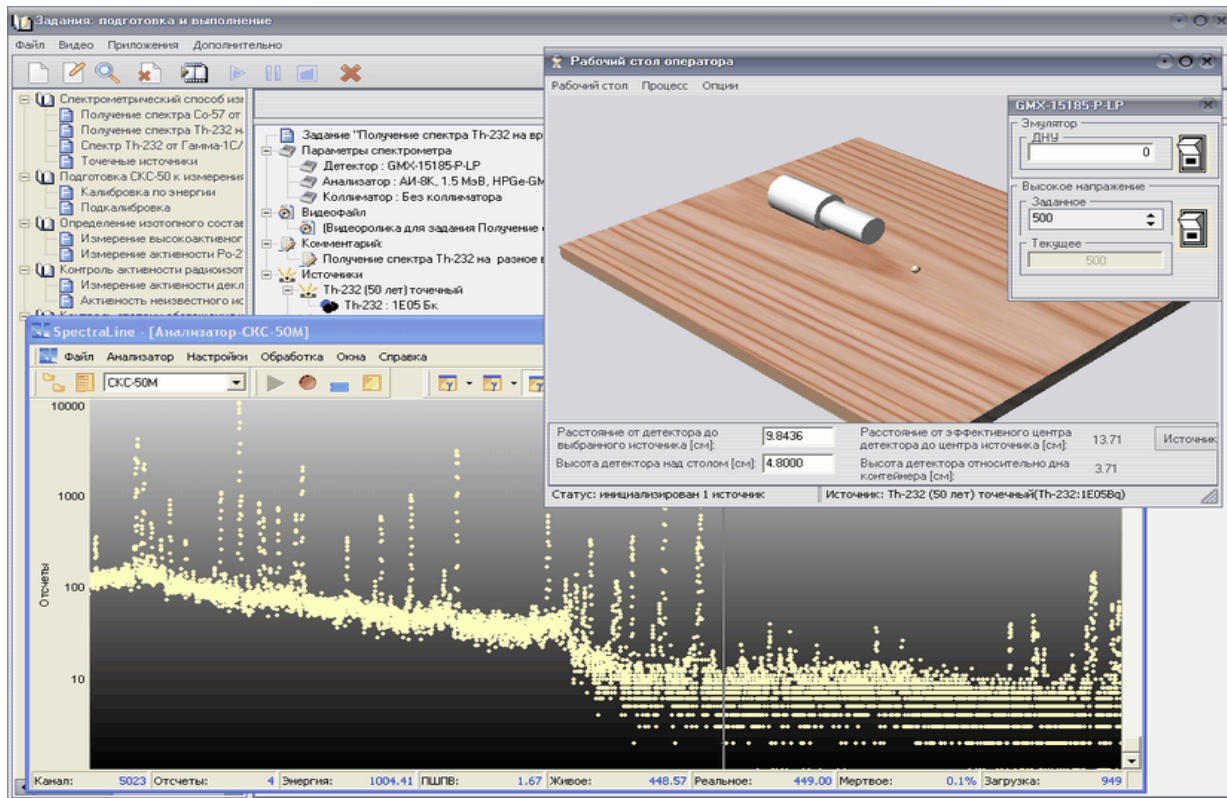 Задания: подготовка и выполнение
Файл Видео Приложения Дополнительно
Спектрометрический способ изм
Получение спектра Со-57 от
Получение спектра Th-232 н
Спектр Th-232 от Гамма-1С/
Точечные источники
Подготовка СКС-50 к измерения
Калибровка по энергии
Подкалибровка
Определение изотопного состав
Измерение высокоактивног
Измерение активности Ро-2
Контроль активности радиоизот
Измерение активности декл
Активность неизвестного ис
Задание "Получение спектра Th-232 на вр
Параметры спектрометра
Детектор : GMX-15185-P-LP
Анализатор : АИ-8К, 1.5 МэВ, HPGe-GM
Коллиматор : Без коллиматора
Видеофайл
(Видеоролика для задания Получение
Комментарий
Получение спектра Th-232 на разное в
Источники
Th-232 (50 лет) точечный
Th-232 : 1E05 Бк
Рабочий стол оператора
Рабочий стол Процесс Опции
GMX-15185-P-LP
Эмулятор
ДНУ
0
Высокое напряжение
Заданное
500
Текущее
500
Расстояние от детектора до
выбранного источника [см]:
9.8436
Расстояние от эффективного центра
детектора до центра источника [см]:
13.71
Источник
Высота детектора над столом [см]:
4.8000
Высота детектора относительно дна
контейнера [см]:
3.71
Статус: инициализирован 1 источник
Источник: Th-232 (50 лет) точечный(Th-232:1E05Bq)
SpectraLine - [Анализатор-СКС-50М]
Файл Анализатор Настройки Обработка Окна Справка
СКС-50М
10000
1000
100
10
Отсчеты
Канал: 5023 Отсчеты: 4 Энергия: 1004.41 ПШПВ: 1.67 Живое: 448.57 Реальное: 449.00 Мертвое: 0.1% Загрузка: 949